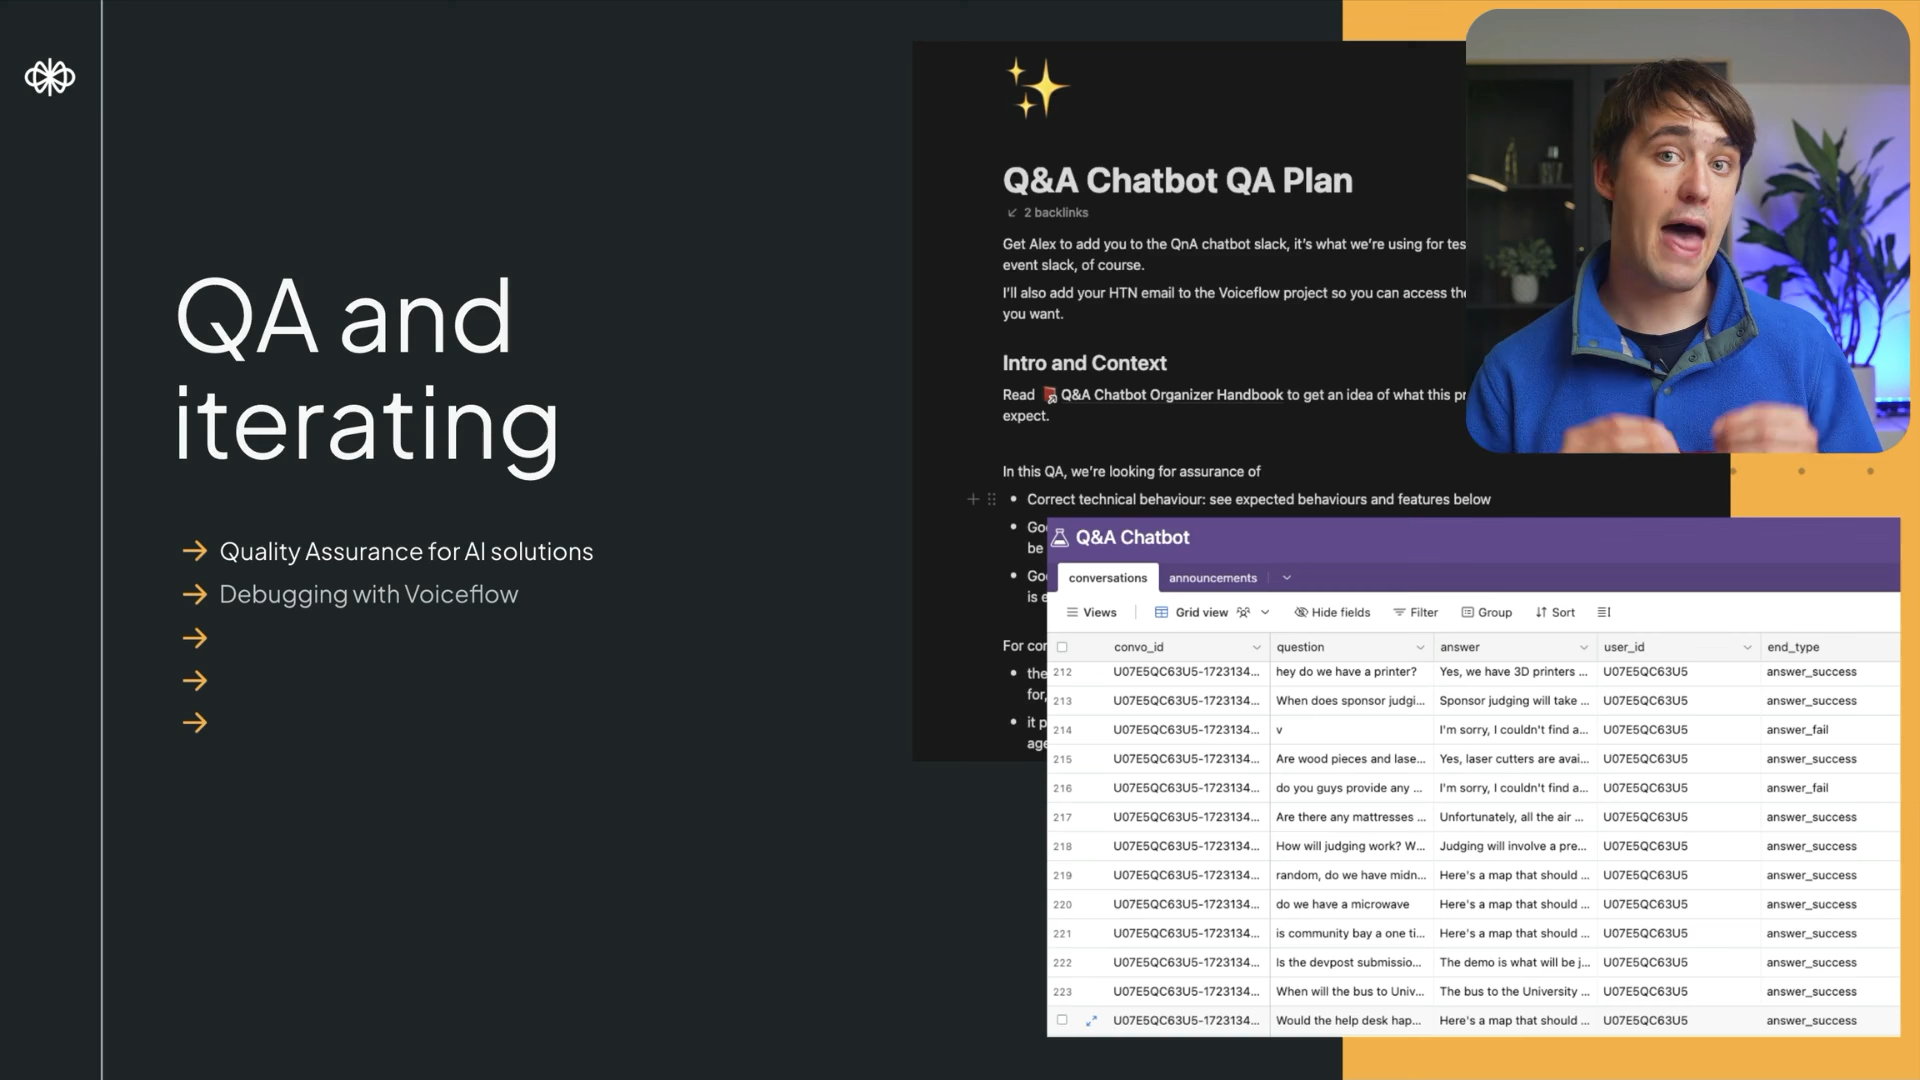 QA and
iterating
→ Quality Assurance for AI solutions
→ Debugging with Voiceflow
→
→
→
Q&A Chatbot QA Plan
↙ 2 backlinks
Get Alex to add you to the QnA chatbot slack, it's what we're using for tes
event slack, of course.
I'll also add your HTN email to the Voiceflow project so you can access the
you want.
Intro and Context
Read Q&A Chatbot Organizer Handbook to get an idea of what this pr
expect.
In this QA, we're looking for assurance of
• Correct technical behaviour: see expected behaviours and features below
• Goo
be
• Goo
is e
For con
• the
for,
• it p
age
Q&A Chatbot
conversations announcements
Views Grid view Hide fields Filter Group Sort
convo_id question answer user_id end_type
212 U07E5QC63U5-1723134... hey do we have a printer? Yes, we have 3D printers ... U07E5QC63U5 answer_success
213 U07E5QC63U5-1723134... When does sponsor judgi... Sponsor judging will take ... U07E5QC63U5 answer_success
214 U07E5QC63U5-1723134... v I'm sorry, I couldn't find a... U07E5QC63U5 answer_fail
215 U07E5QC63U5-1723134... Are wood pieces and lase... Yes, laser cutters are avai... U07E5QC63U5 answer_success
216 U07E5QC63U5-1723134... do you guys provide any ... I'm sorry, I couldn't find a... U07E5QC63U5 answer_fail
217 U07E5QC63U5-1723134... Are there any mattresses ... Unfortunately, all the air ... U07E5QC63U5 answer_success
218 U07E5QC63U5-1723134... How will judging work? W... Judging will involve a pre... U07E5QC63U5 answer_success
219 U07E5QC63U5-1723134... random, do we have midn... Here's a map that should ... U07E5QC63U5 answer_success
220 U07E5QC63U5-1723134... do we have a microwave Here's a map that should ... U07E5QC63U5 answer_success
221 U07E5QC63U5-1723134... is community bay a one ti... Here's a map that should ... U07E5QC63U5 answer_success
222 U07E5QC63U5-1723134... Is the devpost submissio... The demo is what will be j... U07E5QC63U5 answer_success
223 U07E5QC63U5-1723134... When will the bus to Univ... The bus to the University ... U07E5QC63U5 answer_success
U07E5QC63U5-1723134... Would the help desk hap... Here's a map that should ... U07E5QC63U5 answer_success